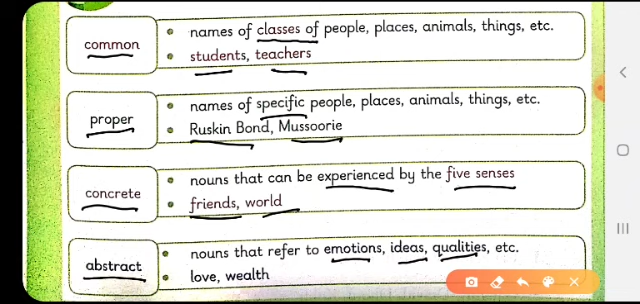 common
names of classes of people, places, animals, things, etc.
students, teachers
proper
names of specific people, places, animals, things, etc.
Ruskin Bond, Mussoorie
concrete
nouns that can be experienced by the five senses
friends, world
abstract
nouns that refer to emotions, ideas, qualities, etc.
love, wealth